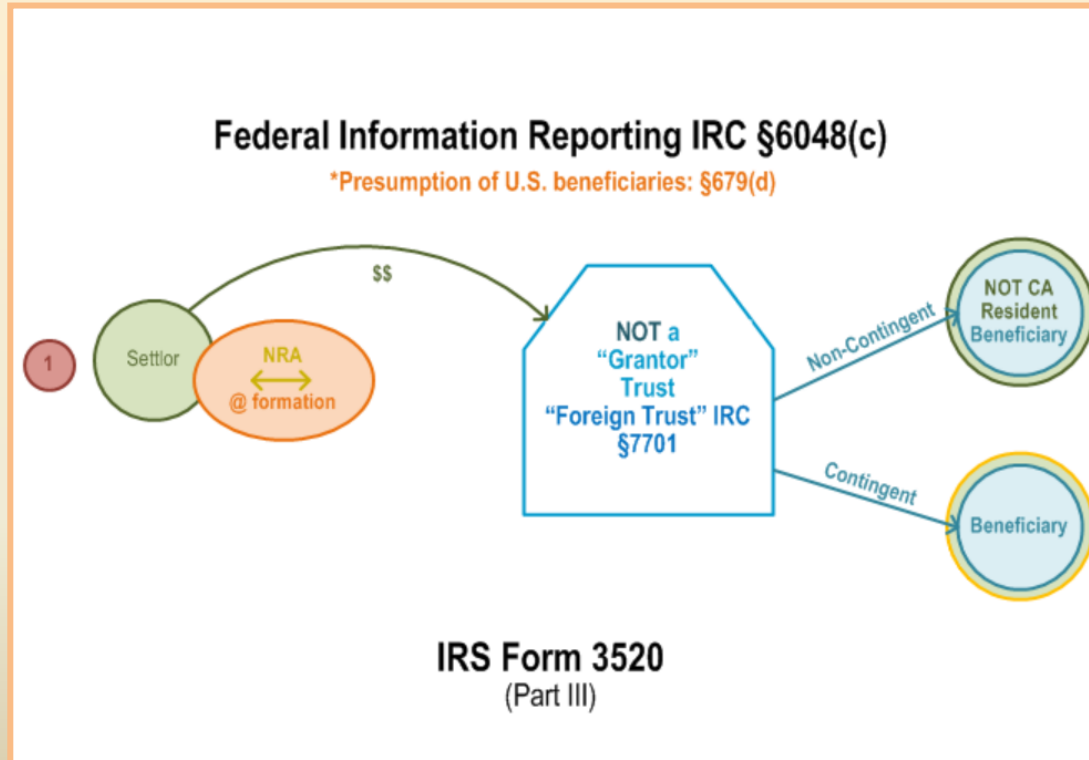 Federal Information Reporting IRC §6048(c)
*Presumption of U.S. beneficiaries: §679(d)
$$
1
Settlor
NRA
@ formation
NOT a
“Grantor”
Trust
“Foreign Trust” IRC
§7701
Non-Contingent
NOT CA
Resident
Beneficiary
Contingent
Beneficiary
IRS Form 3520
(Part III)